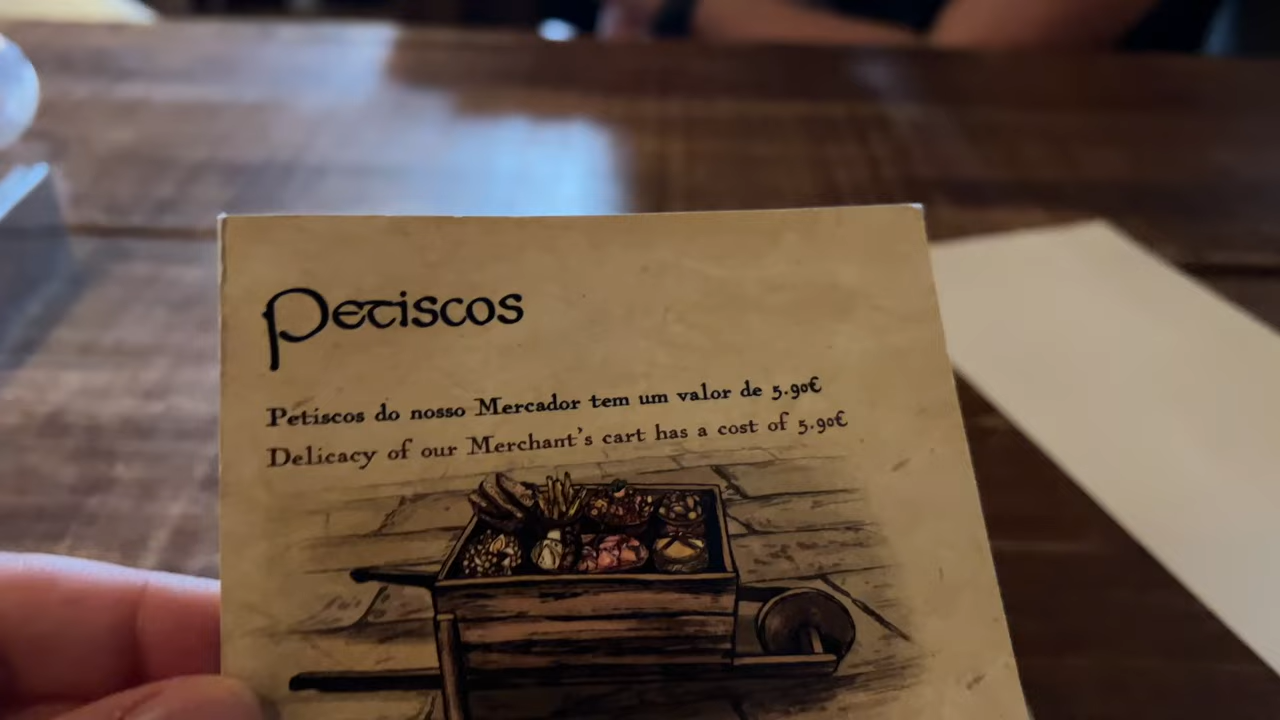 Petiscos
Petiscos do nosso Mercador tem um valor de 5.90€
Delicacy of our Merchant's cart has a cost of 5.90€